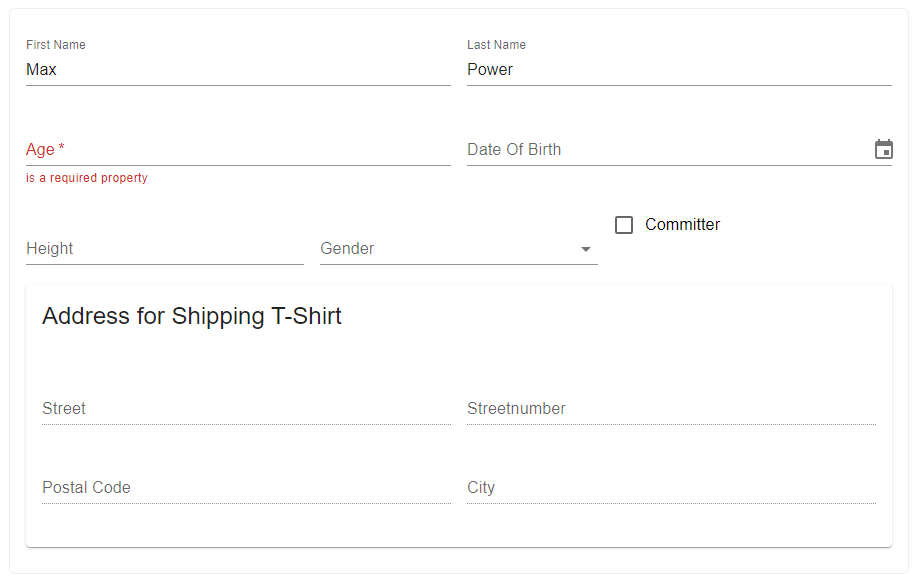 First Name
Last Name
Max
Power
Age *
Date Of Birth
is a required property
Height
Gender
Committer
Address for Shipping T-Shirt
Street
Streetnumber
Postal Code
City